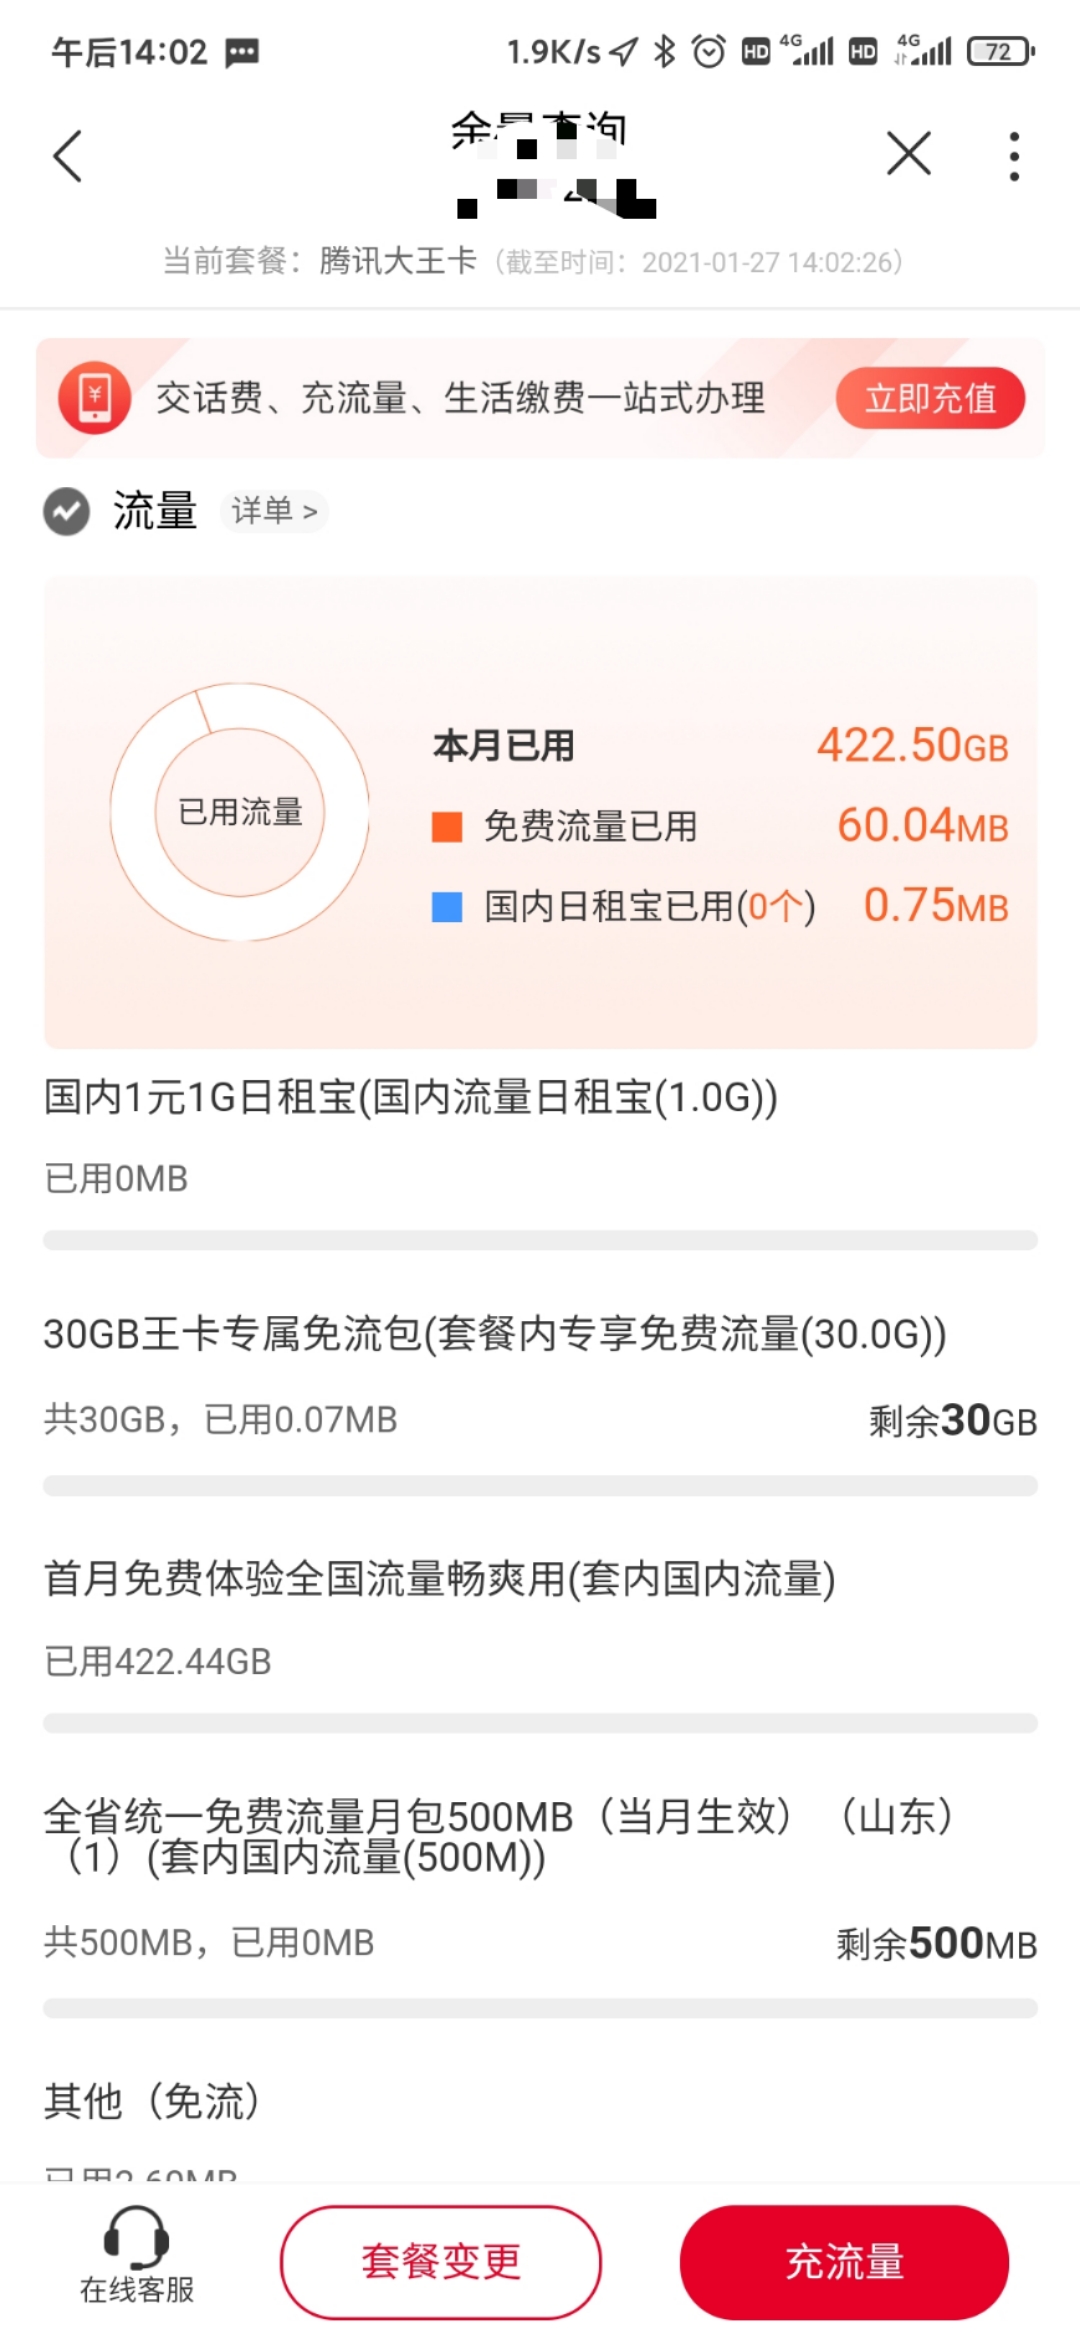 午后14:02
1.9K/s HD 4G HD 4G 72
余量查询
当前套餐：腾讯大王卡（截至时间：2021-01-27 14:02:26）
交话费、充流量、生活缴费一站式办理 立即充值
流量 详单 >
已用流量
本月已用 422.50GB
免费流量已用 60.04MB
国内日租宝已用(0个) 0.75MB
国内1元1G日租宝(国内流量日租宝(1.0G))
已用0MB
30GB王卡专属免流包(套餐内专享免费流量(30.0G))
共30GB，已用0.07MB 剩余30GB
首月免费体验全国流量畅爽用(套内国内流量)
已用422.44GB
全省统一免费流量月包500MB（当月生效）（山东）
（1）(套内国内流量(500M))
共500MB，已用0MB 剩余500MB
其他（免流）
在线客服 套餐变更 充流量